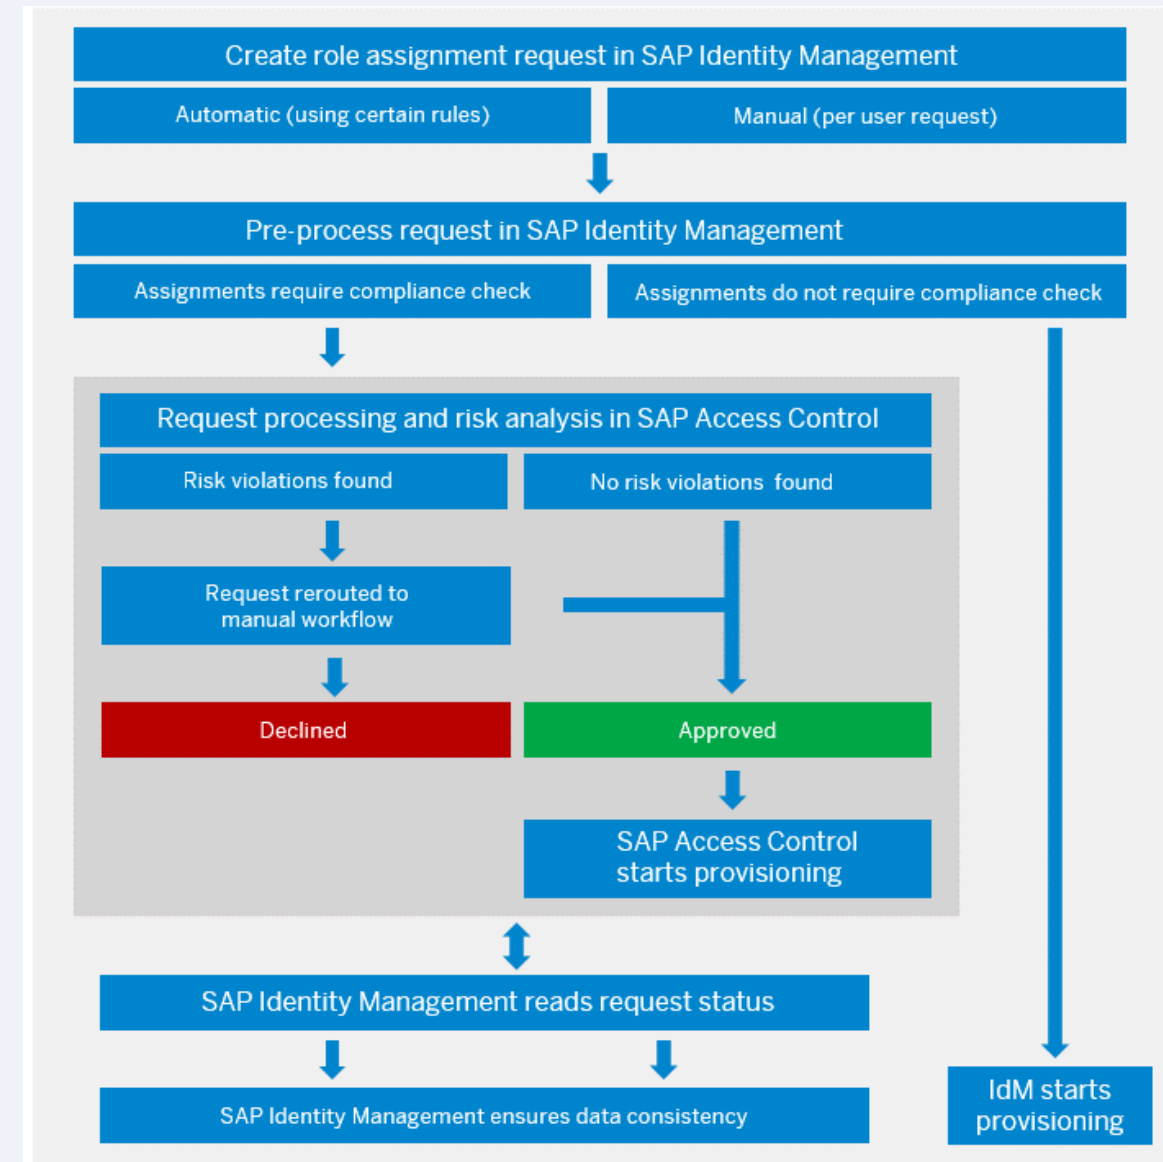 Create role assignment request in SAP Identity Management
Automatic (using certain rules)
Manual (per user request)
Pre-process request in SAP Identity Management
Assignments require compliance check
Assignments do not require compliance check
Request processing and risk analysis in SAP Access Control
Risk violations found
No risk violations found
Request rerouted to
manual workflow
Declined
Approved
SAP Access Control
starts provisioning
SAP Identity Management reads request status
SAP Identity Management ensures data consistency
IdM starts
provisioning